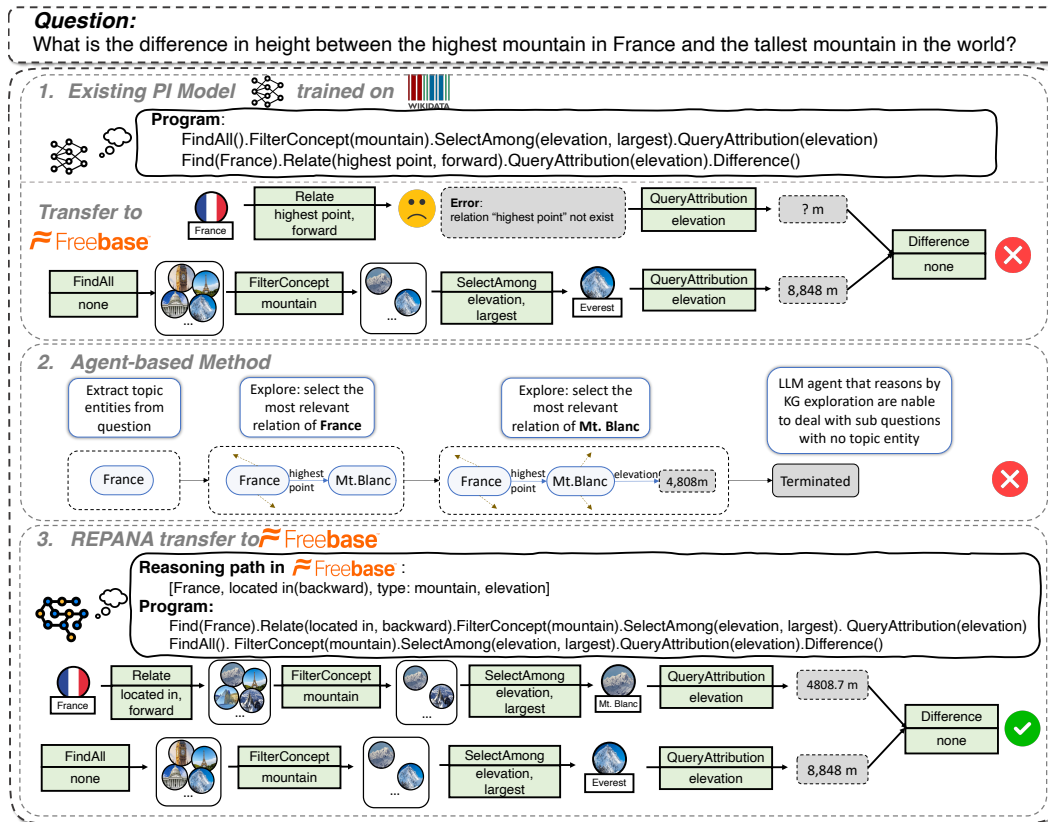 Question:
What is the difference in height between the highest mountain in France and the tallest mountain in the world?
1. Existing PI Model trained on WIKIDATA
Program:
FindAll().FilterConcept(mountain).SelectAmong(elevation, largest).QueryAttribution(elevation)
Find(France).Relate(highest point, forward).QueryAttribution(elevation).Difference()
Transfer to
Freebase
France
Relate
highest point,
forward
Error:
relation “highest point” not exist
QueryAttribution
elevation
? m
Difference
none
FindAll
none
...
FilterConcept
mountain
...
SelectAmong
elevation,
largest
Everest
QueryAttribution
elevation
8,848 m
2. Agent-based Method
Extract topic
entities from
question
Explore: select the
most relevant
relation of France
Explore: select the
most relevant
relation of Mt. Blanc
LLM agent that reasons by
KG exploration are nable
to deal with sub questions
with no topic entity
France
France
highest
point
Mt.Blanc
France
highest
point
Mt.Blanc
elevation
4,808m
Terminated
3. REPANA transfer to Freebase
Reasoning path in Freebase :
[France, located in(backward), type: mountain, elevation]
Program:
Find(France).Relate(located in, backward).FilterConcept(mountain).SelectAmong(elevation, largest). QueryAttribution(elevation)
FindAll(). FilterConcept(mountain).SelectAmong(elevation, largest).QueryAttribution(elevation).Difference()
France
Relate
located in,
forward
...
FilterConcept
mountain
...
SelectAmong
elevation,
largest
Mt. Blanc
QueryAttribution
elevation
4808.7 m
Difference
none
FindAll
none
...
FilterConcept
mountain
...
SelectAmong
elevation,
largest
Everest
QueryAttribution
elevation
8,848 m